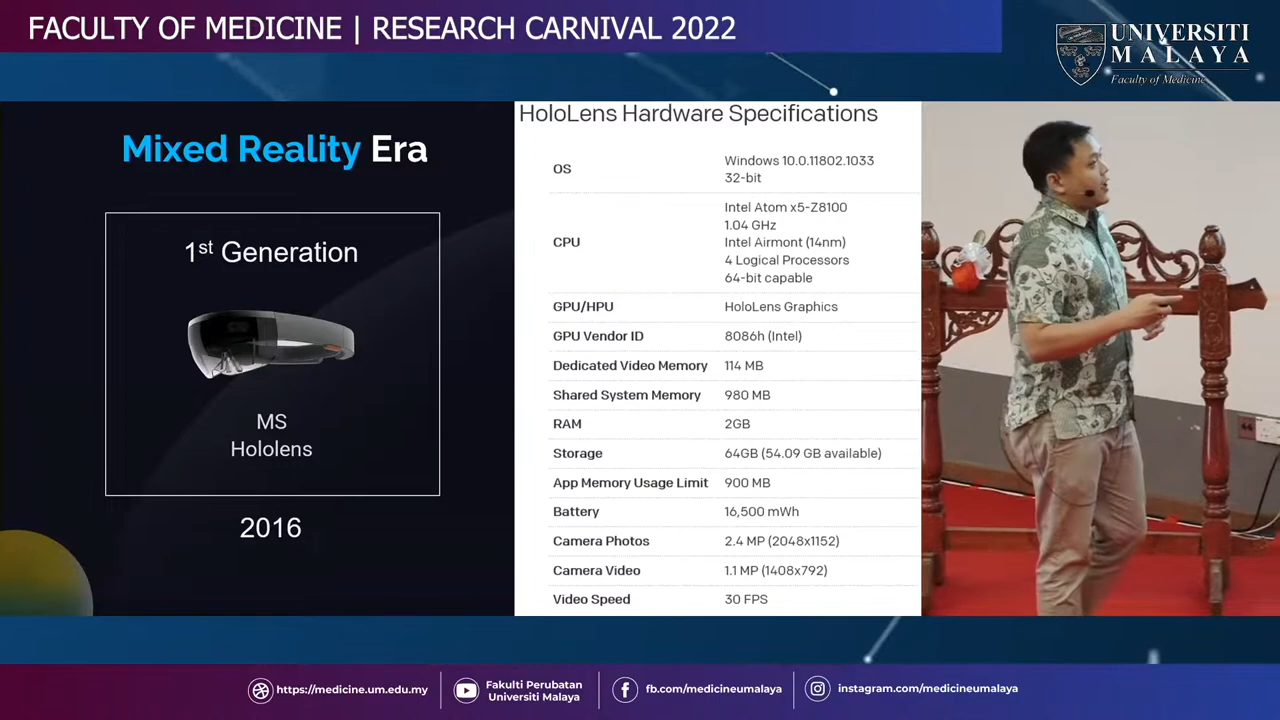 FACULTY OF MEDICINE | RESEARCH CARNIVAL 2022
UNIVERSITI
MALAYA
Faculty of Medicine
Mixed Reality Era
1st Generation
MS
Hololens
2016
HoloLens Hardware Specifications
OS Windows 10.0.11802.1033
32-bit
CPU Intel Atom x5-Z8100
1.04 GHz
Intel Airmont (14nm)
4 Logical Processors
64-bit capable
GPU/HPU HoloLens Graphics
GPU Vendor ID 8086h (Intel)
Dedicated Video Memory 114 MB
Shared System Memory 980 MB
RAM 2GB
Storage 64GB (54.09 GB available)
App Memory Usage Limit 900 MB
Battery 16,500 mWh
Camera Photos 2.4 MP (2048x1152)
Camera Video 1.1 MP (1408x792)
Video Speed 30 FPS
https://medicine.um.edu.my
Fakulti Perubatan
Universiti Malaya
fb.com/medicineumalaya
instagram.com/medicineumalaya